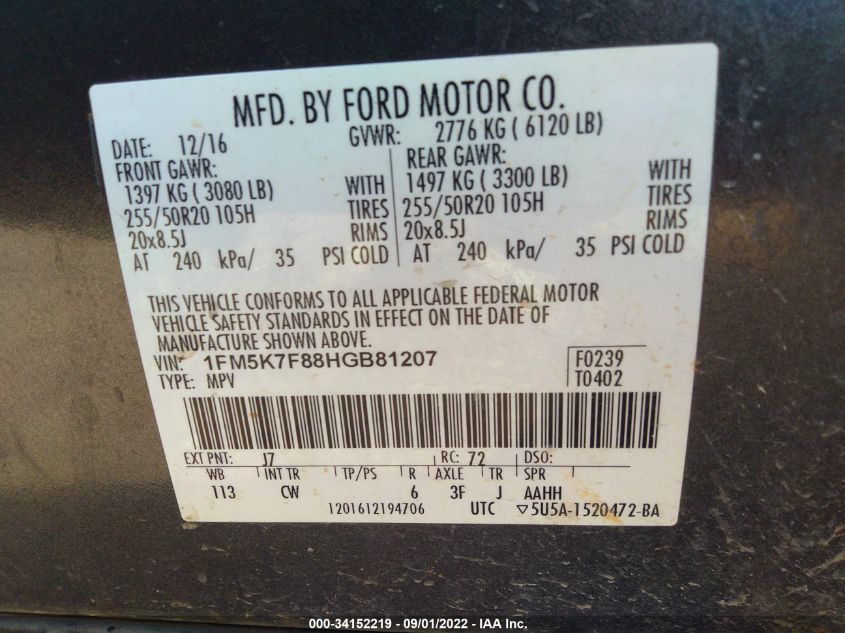 MFD. BY FORD MOTOR CO.
DATE: 12/16 GVWR: 2776 KG ( 6120 LB)
FRONT GAWR: REAR GAWR:
1397 KG ( 3080 LB) WITH 1497 KG ( 3300 LB) WITH
255/50R20 105H TIRES 255/50R20 105H TIRES
20x8.5J RIMS 20x8.5J RIMS
AT 240 kPa/ 35 PSI COLD AT 240 kPa/ 35 PSI COLD
THIS VEHICLE CONFORMS TO ALL APPLICABLE FEDERAL MOTOR
VEHICLE SAFETY STANDARDS IN EFFECT ON THE DATE OF
MANUFACTURE SHOWN ABOVE.
VIN: 1FM5K7F88HGB81207 F0239
TYPE: MPV T0402
EXT PNT: J7 RC: 72 DSO:
WB INT TR TP/PS R AXLE TR SPR
113 CW 6 3F J AAHH
1201612194706 UTC ▽5U5A-1520472-BA
000-34152219 - 09/01/2022 - IAA Inc.